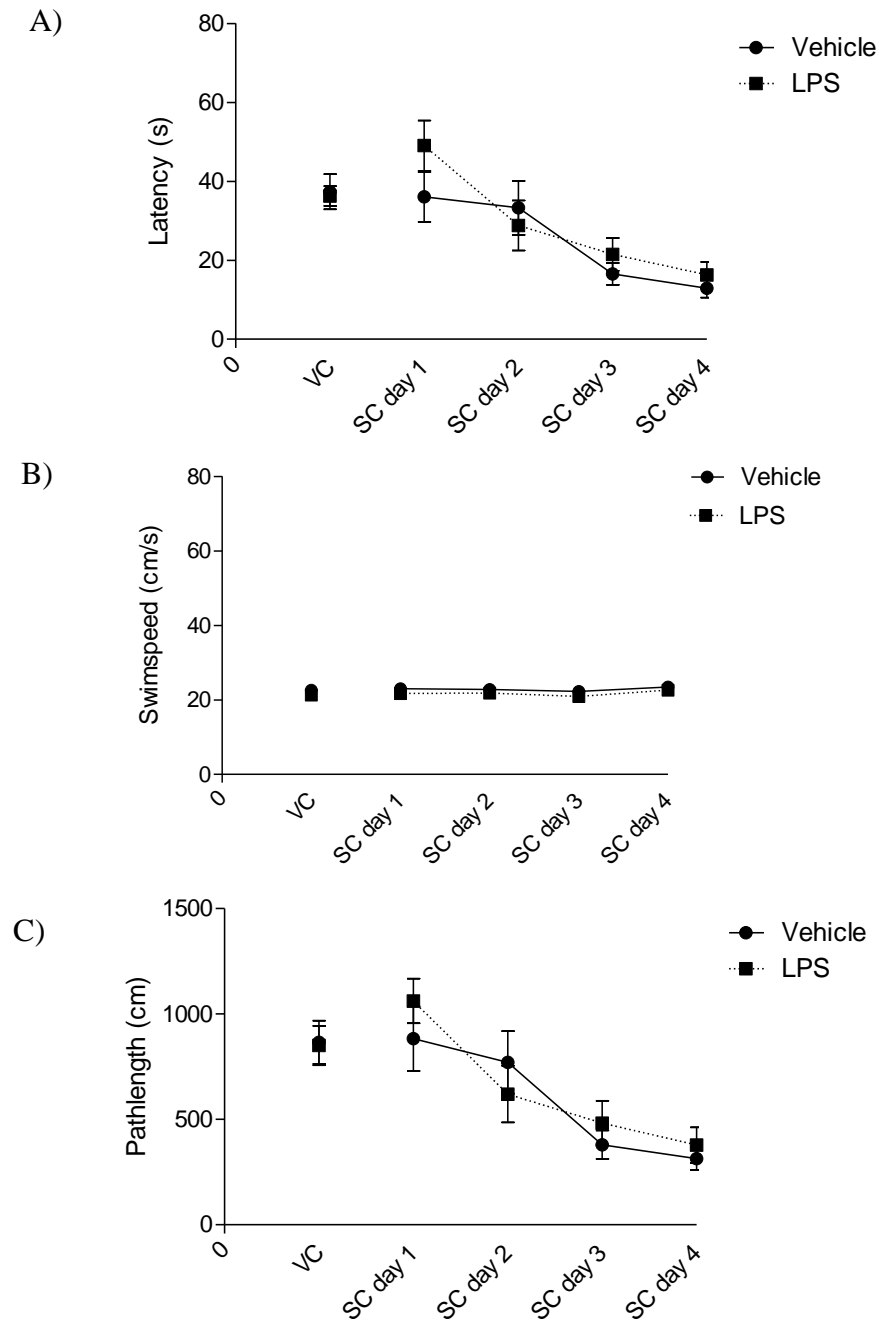 A)
80
60
40
20
0
Latency (s)
0
VC
SC day 1
SC day 2
SC day 3
SC day 4
Vehicle
LPS
B)
80
60
40
20
0
Swimspeed (cm/s)
0
VC
SC day 1
SC day 2
SC day 3
SC day 4
Vehicle
LPS
C)
1500
1000
500
0
Pathlength (cm)
0
VC
SC day 1
SC day 2
SC day 3
SC day 4
Vehicle
LPS